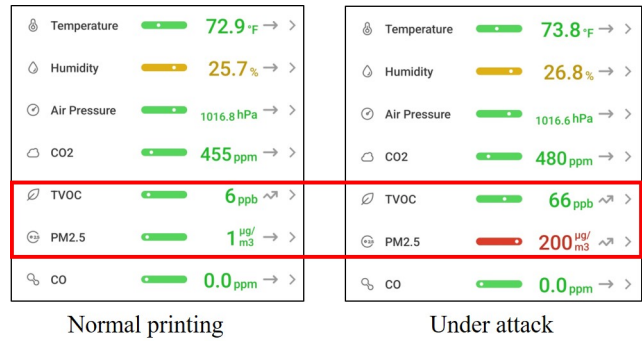 Temperature 72.9 °F
Humidity 25.7 %
Air Pressure 1016.8 hPa
CO2 455 ppm
TVOC 6 ppb
PM2.5 1 µg/m3
CO 0.0 ppm
Normal printing
Temperature 73.8 °F
Humidity 26.8 %
Air Pressure 1016.6 hPa
CO2 480 ppm
TVOC 66 ppb
PM2.5 200 µg/m3
CO 0.0 ppm
Under attack